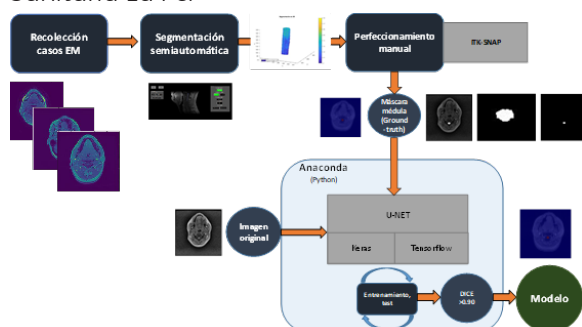 Recolección
casos EM
Segmentación
semiautomática
Perfeccionamiento
manual
ITK-SNAP
Máscara
médula
(Ground
-truth)
Anaconda
(Python)
U-NET
Imagen
original
Keras
Tensorflow
Entrenamiento,
test
DICE
>0.90
Modelo